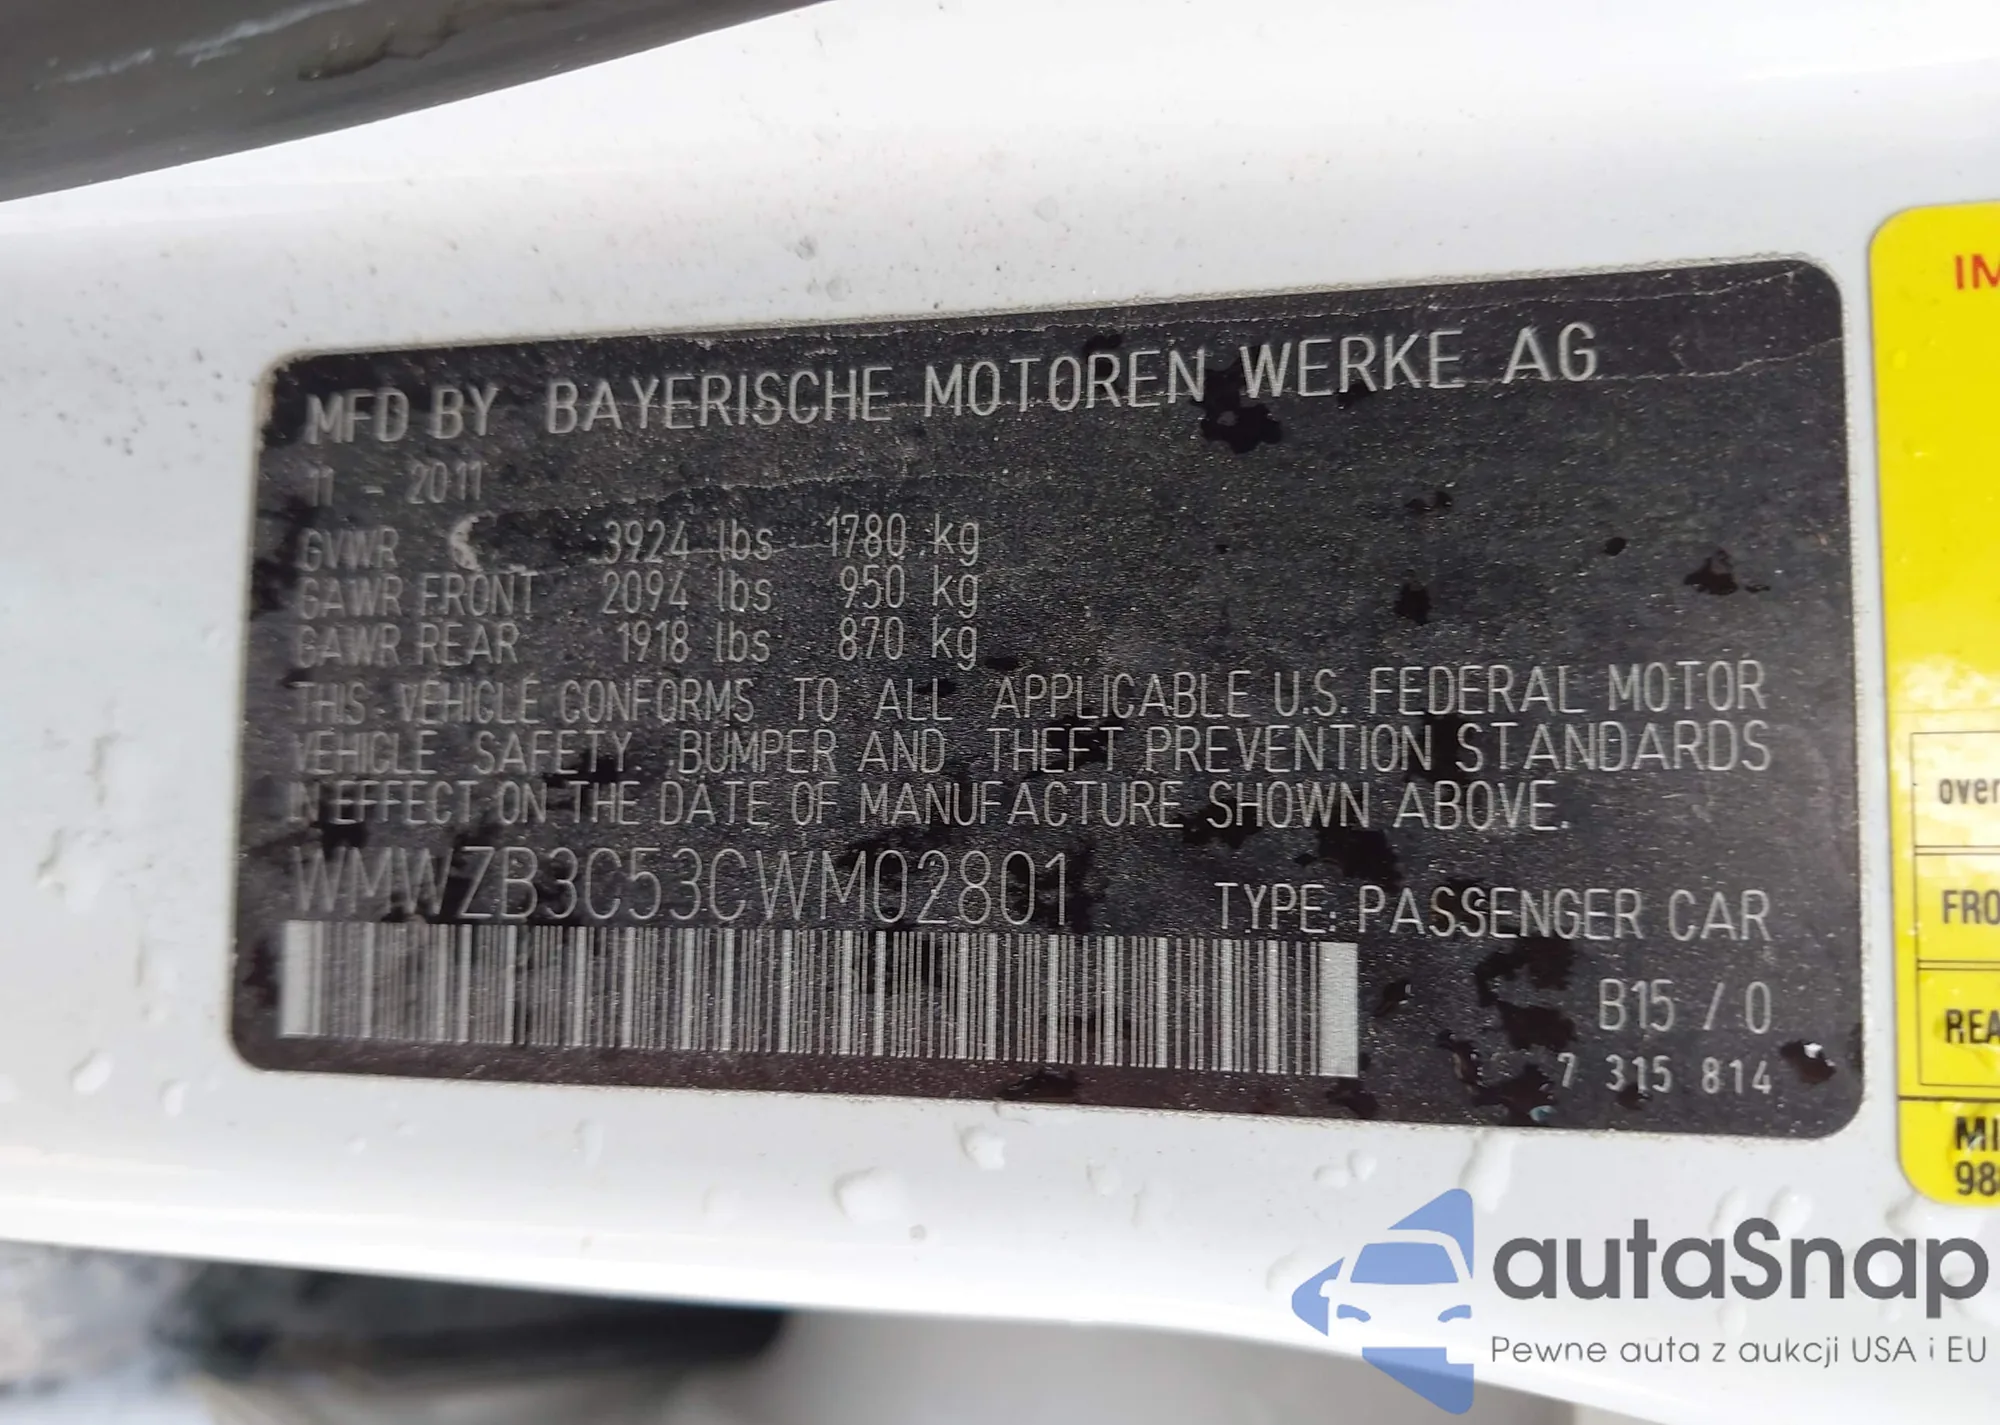 MFD BY BAYERISCHE MOTOREN WERKE AG
11 - 2011
GVWR 3924 lbs 1780 kg
GAWR FRONT 2094 lbs 950 kg
GAWR REAR 1918 lbs 870 kg
THIS VEHICLE CONFORMS TO ALL APPLICABLE U.S. FEDERAL MOTOR
VEHICLE SAFETY. BUMPER AND THEFT PREVENTION STANDARDS
IN EFFECT ON THE DATE OF MANUFACTURE SHOWN ABOVE.
WMWZB3C53CWM02801
TYPE: PASSENGER CAR
B15 / 0
7 315 814
IM
over
FRO
REA
MI
98
autaSnap
Pewne auta z aukcji USA i EU